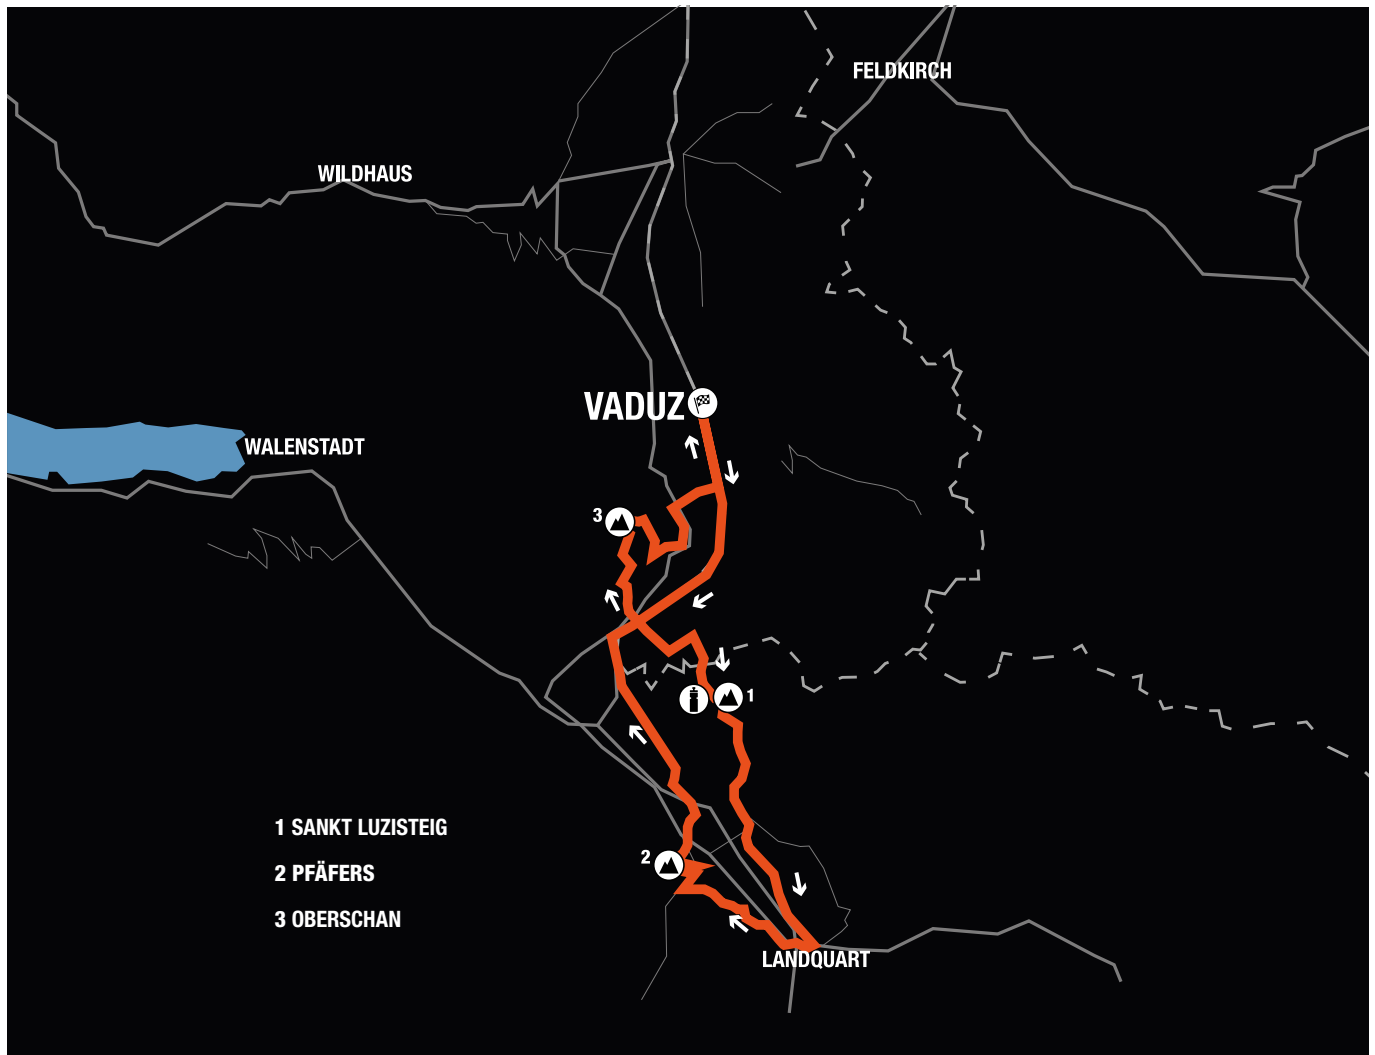 FELDKIRCH
WILDHAUS
VADUZ
WALENSTADT
3
1
1 SANKT LUZISTEIG
2
2 PFÄFERS
3 OBERSCHAN
LANDQUART